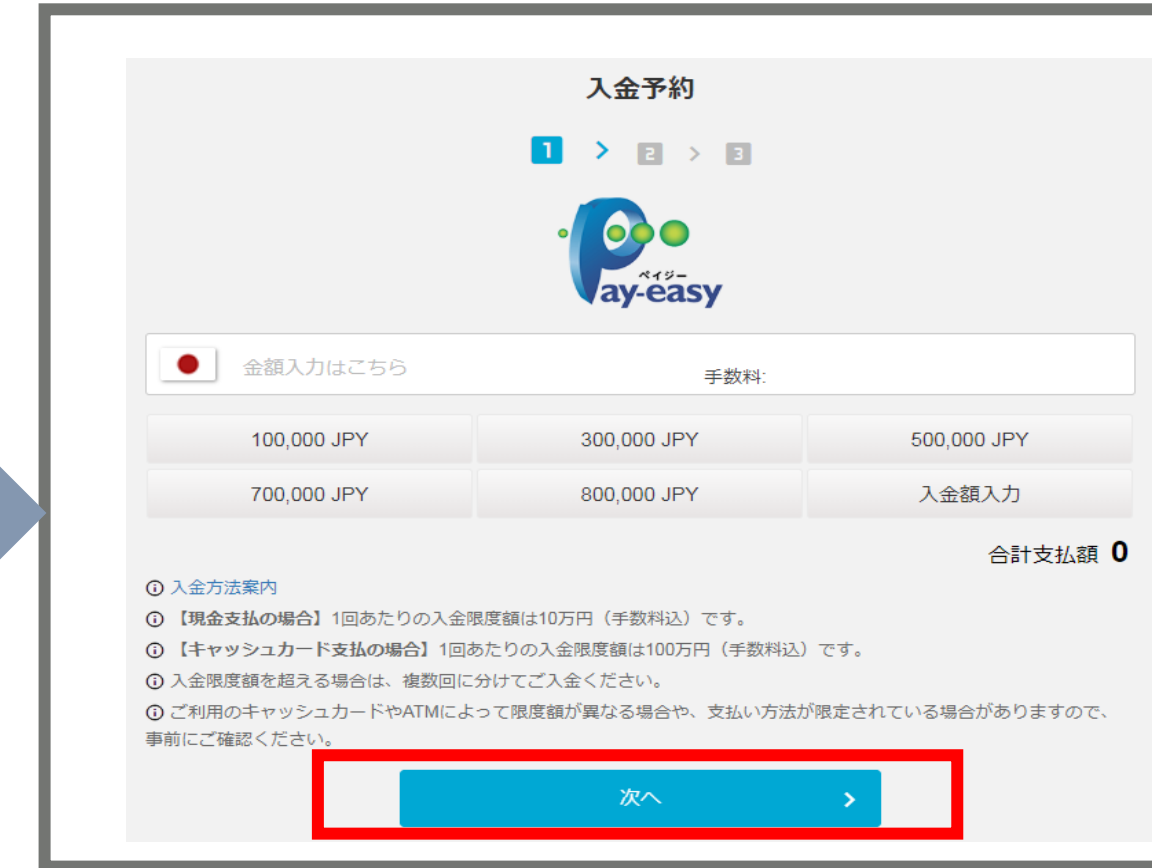 入金予約
1 > 2 > 3
ペイジー
Pay-easy
金額入力はこちら
手数料:
100,000 JPY
300,000 JPY
500,000 JPY
700,000 JPY
800,000 JPY
入金額入力
合計支払額 0
入金方法案内
【現金支払の場合】1回あたりの入金限度額は10万円（手数料込）です。
【キャッシュカード支払の場合】1回あたりの入金限度額は100万円（手数料込）です。
入金限度額を超える場合は、複数回に分けてご入金ください。
ご利用のキャッシュカードやATMによって限度額が異なる場合や、支払い方法が限定されている場合がありますので、
事前にご確認ください。
次へ >